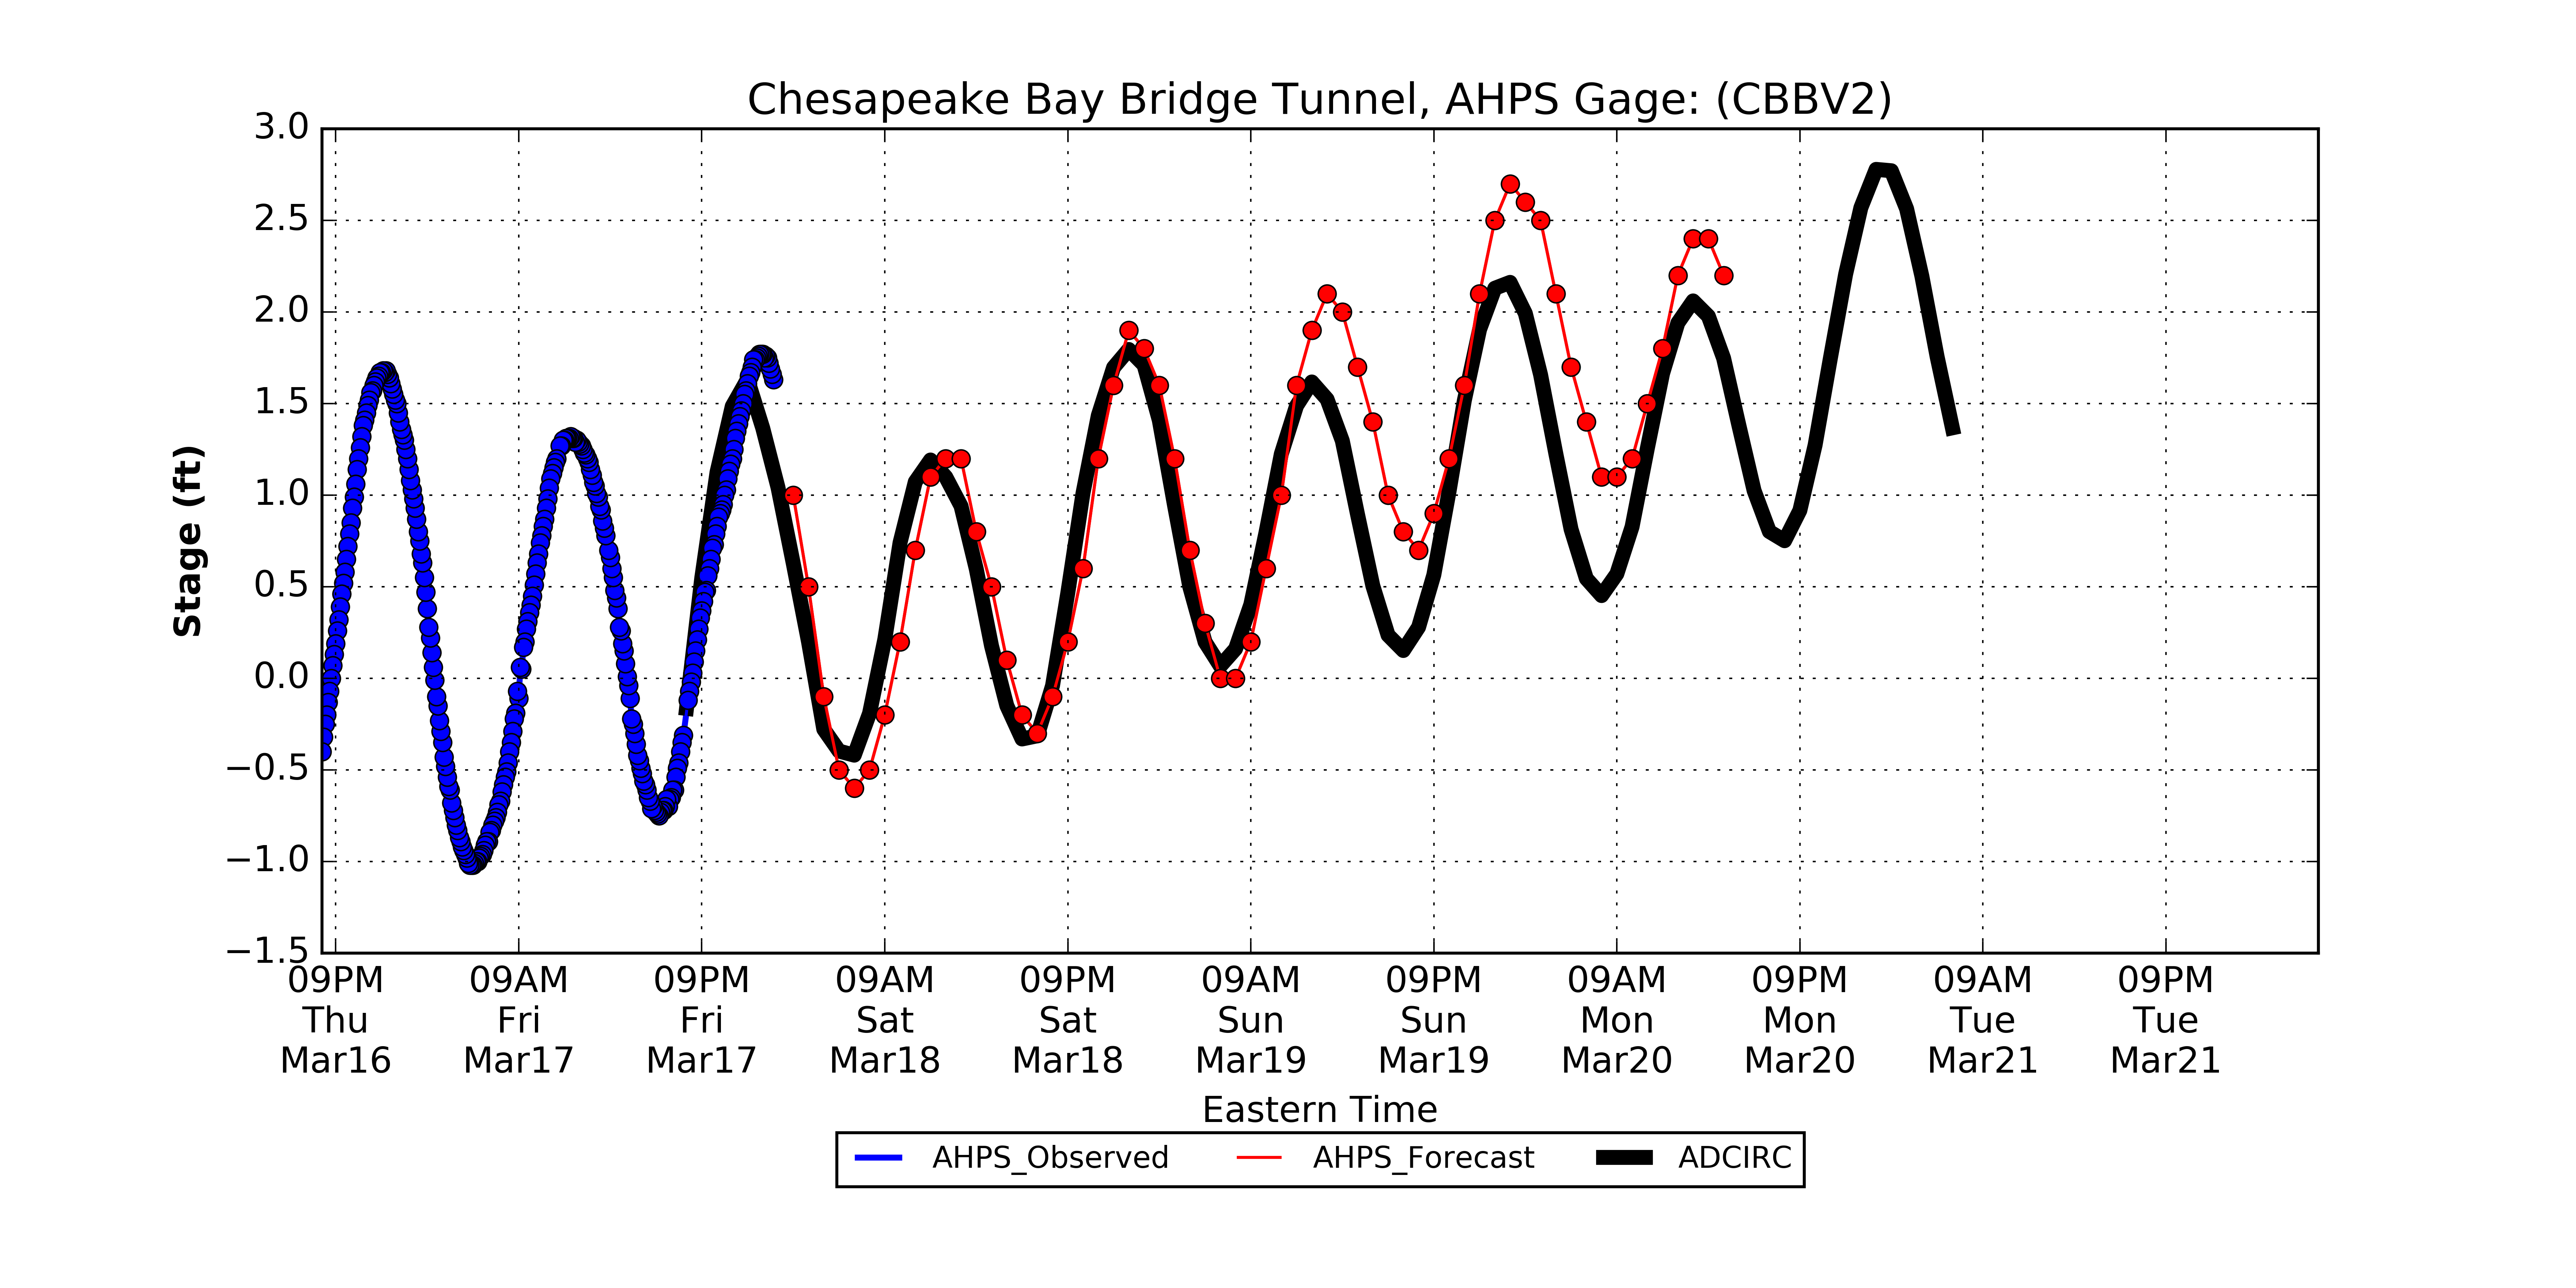 Chesapeake Bay Bridge Tunnel, AHPS Gage: (CBBV2)
3.0
2.5
2.0
1.5
1.0
0.5
0.0
−0.5
−1.0
−1.5
Stage (ft)
09PM 09AM 09PM 09AM 09PM 09AM 09PM 09AM 09PM 09AM 09PM
Thu Fri Fri Sat Sat Sun Sun Mon Mon Tue Tue
Mar16 Mar17 Mar17 Mar18 Mar18 Mar19 Mar19 Mar20 Mar20 Mar21 Mar21
Eastern Time
AHPS_Observed AHPS_Forecast ADCIRC